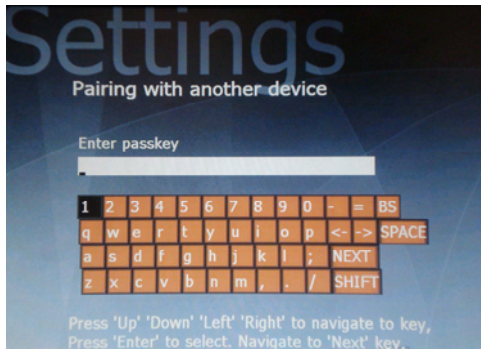 Settings
Pairing with another device
Enter passkey
1 2 3 4 5 6 7 8 9 0 - = BS
q w e r t y u i o p <- -> SPACE
a s d f g h j k l ; NEXT
z x c v b n m , . / SHIFT
Press 'Up' 'Down' 'Left' 'Right' to navigate to key,
Press 'Enter' to select. Navigate to 'Next' key.